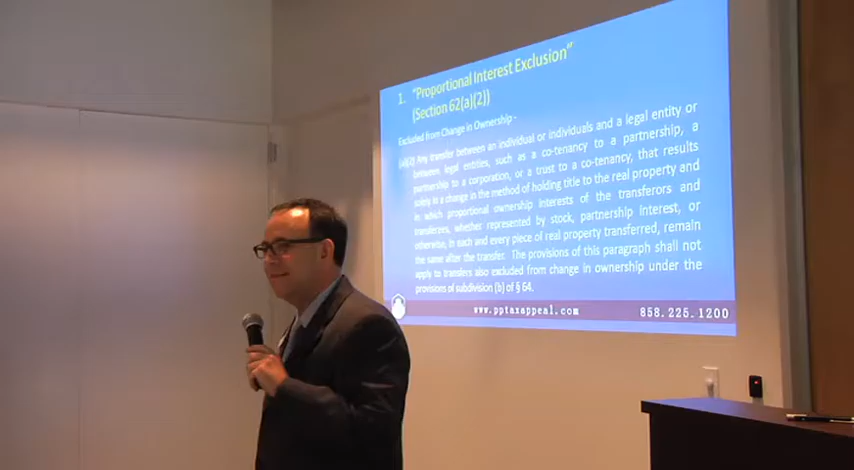 1. "Proportional Interest Exclusion"
(Section 62(a)(2))
Excluded from Change in Ownership -
(a)(2) Any transfer between an individual or individuals and a legal entity or
between legal entities, such as a co-tenancy to a partnership, a
partnership to a corporation, or a trust to a co-tenancy, that results
solely in a change in the method of holding title to the real property and
in which proportional ownership interests of the transferors and
transferees, whether represented by stock, partnership interest, or
otherwise, in each and every piece of real property transferred, remain
the same after the transfer. The provisions of this paragraph shall not
apply to transfers also excluded from change in ownership under the
provisions of subdivision (b) of § 64.
www.pptaxappeal.com 858.225.1200